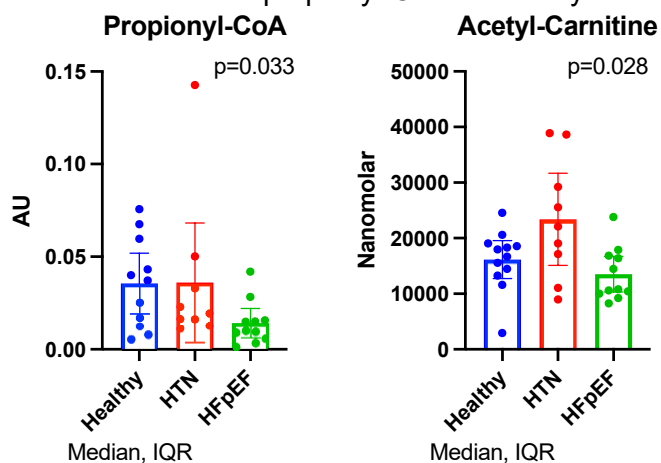 Propionyl-CoA
p=0.033
0.15
0.10
0.05
0.00
AU
Healthy
HTN
HFpEF
Median, IQR
Acetyl-Carnitine
p=0.028
50000
40000
30000
20000
10000
0
Nanomolar
Healthy
HTN
HFpEF
Median, IQR